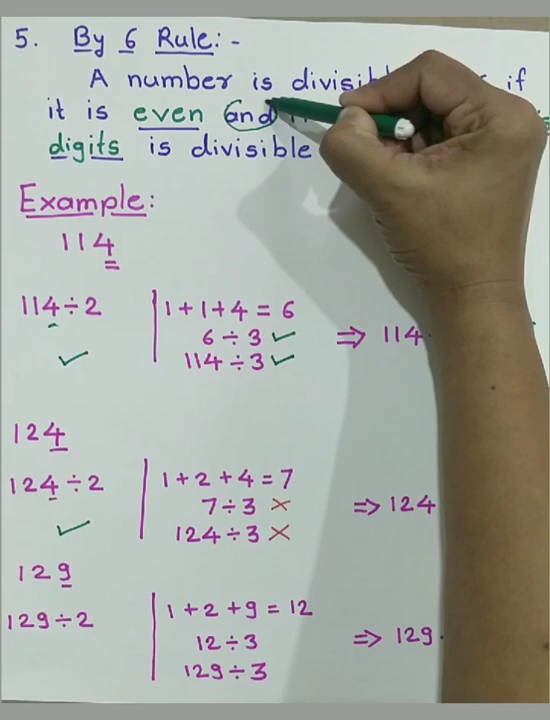 5. By 6 Rule:-
A number is divisible if
it is even and
digits is divisible
Example:
114
114÷2 1+1+4=6
6÷3 ✓ ⇒ 114
✓ 114÷3 ✓
124
124÷2 1+2+4=7
7÷3 × ⇒ 124
✓ 124÷3 ×
129
129÷2 1+2+9=12
12÷3 ⇒ 129
129÷3